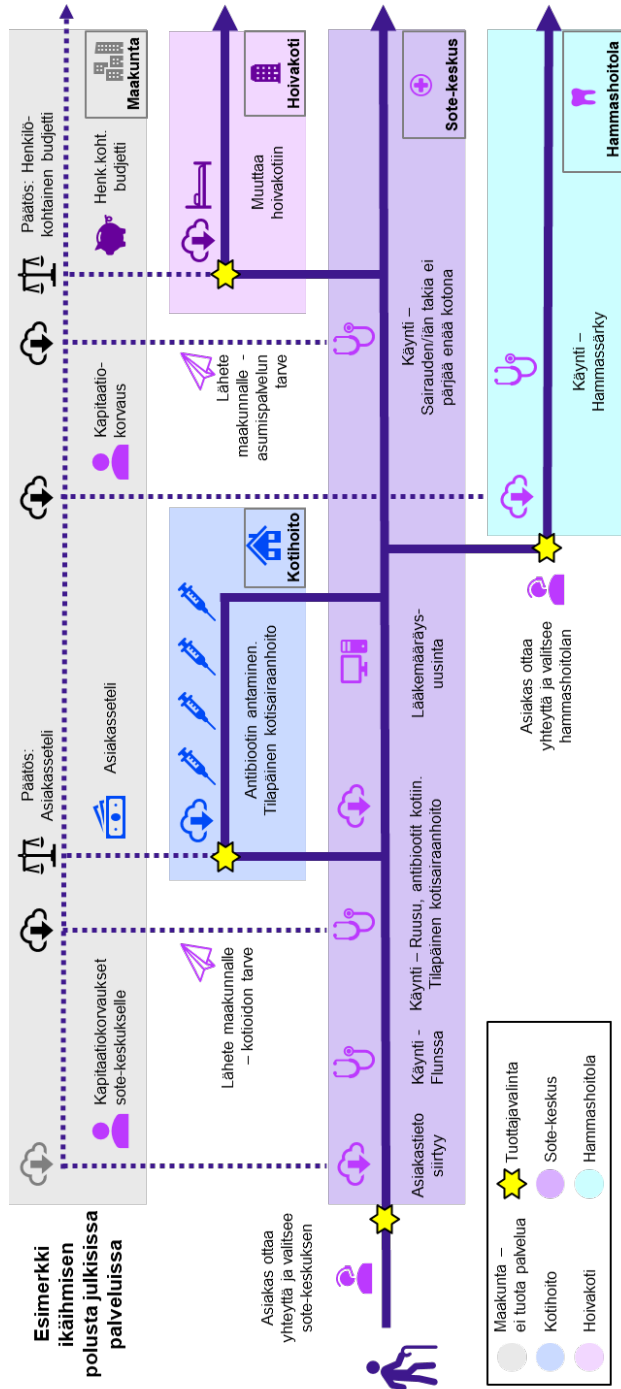 Esimerkki
ikäihmisen
polusta julkisissa
palveluissa
Kapitaatiokorvaukset
sote-keskukselle
Päätös:
Asiakasseteli
Asiakasseteli
Kapitaatio-
korvaus
Päätös: Henkilö-
kohtainen budjetti
Henk.koht.
budjetti
Maakunta
Lähete maakunnalle
– kotioidon tarve
Antibiootin antaminen.
Tilapäinen kotisairaanhoito
Kotihoito
Lähete
maakunnalle -
asumispalvelun
tarve
Muuttaa
hoivakotiin
Hoivakoti
Asiakas ottaa
yhteyttä ja valitsee
sote-keskuksen
Asiakastieto
siirtyy
Käynti -
Flunssa
Käynti – Ruusu, antibiootit kotiin.
Tilapäinen kotisairaanhoito
Lääkemääräys-
uusinta
Käynti –
Sairauden/iän takia ei
pärjää enää kotona
Sote-keskus
Asiakas ottaa
yhteyttä ja valitsee
hammashoitolan
Käynti –
Hammassärky
Hammashoitola
Maakunta –
ei tuota palvelua
Tuottajavalinta
Kotihoito
Sote-keskus
Hoivakoti
Hammashoitola